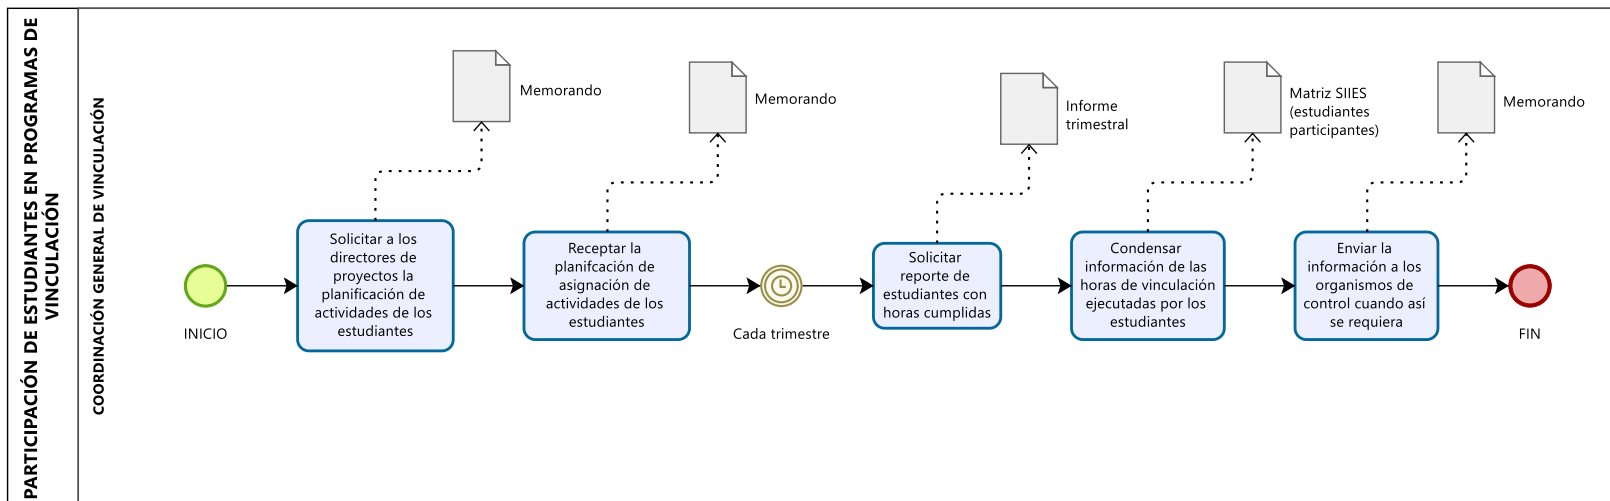 PARTICIPACIÓN DE ESTUDIANTES EN PROGRAMAS DE
VINCULACIÓN
COORDINACIÓN GENERAL DE VINCULACIÓN
INICIO
Solicitar a los
directores de
proyectos la
planificación de
actividades de los
estudiantes
Memorando
Receptar la
planifcación de
asignación de
actividades de los
estudiantes
Memorando
Cada trimestre
Solicitar
reporte de
estudiantes con
horas cumplidas
Informe
trimestral
Condensar
información de las
horas de vinculación
ejecutadas por los
estudiantes
Matriz SIIES
(estudiantes
participantes)
Enviar la
información a los
organismos de
control cuando así
se requiera
Memorando
FIN